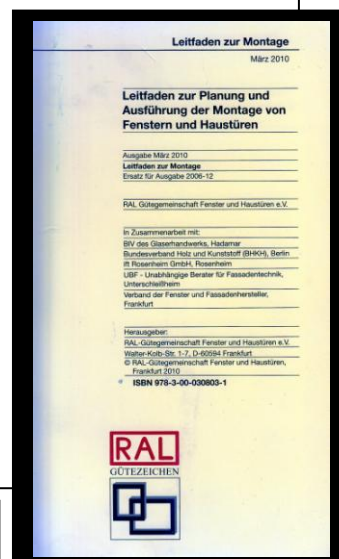 Leitfaden zur Montage
März 2010
Leitfaden zur Planung und
Ausführung der Montage von
Fenstern und Haustüren
Ausgabe März 2010
Leitfaden zur Montage
Ersatz für Ausgabe 2006-12
RAL Gütegemeinschaft Fenster und Haustüren e.V.
In Zusammenarbeit mit:
BIV des Glaserhandwerks, Hadamar
Bundesverband Holz und Kunststoff (BHKH), Berlin
ift Rosenheim GmbH, Rosenheim
UBF - Unabhängige Berater für Fassadentechnik,
Unterschleißheim
Verband der Fenster und Fassadenhersteller,
Frankfurt
Herausgeber:
RAL-Gütegemeinschaft Fenster und Haustüren e.V.
Walter-Kolb-Str. 1-7, D-60594 Frankfurt
© RAL-Gütegemeinschaft Fenster und Haustüren,
Frankfurt 2010
ISBN 978-3-00-030803-1
RAL
GÜTEZEICHEN